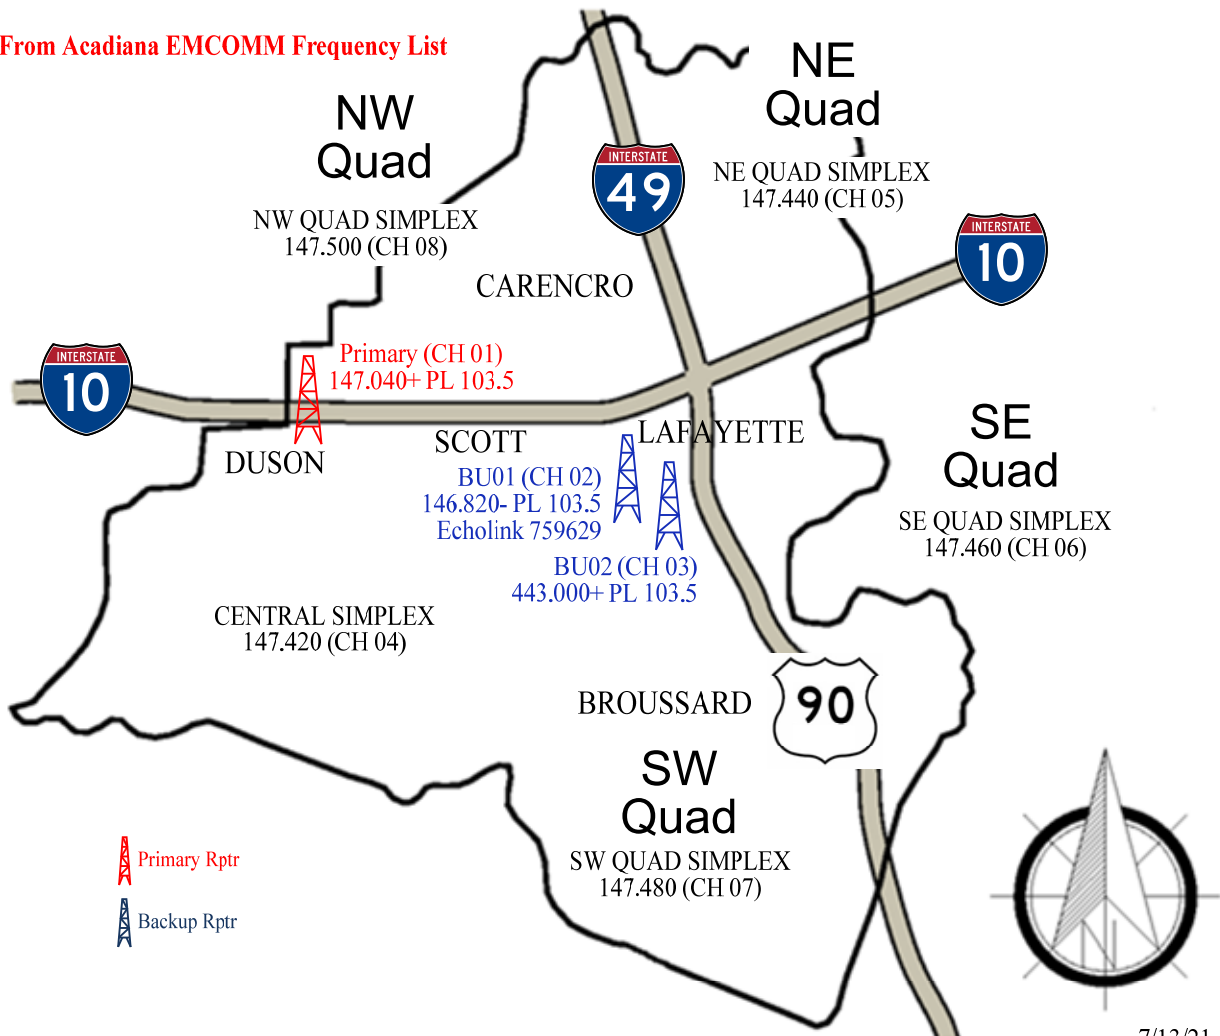 From Acadiana EMCOMM Frequency List
NE
Quad
NW
Quad
INTERSTATE
49
NE QUAD SIMPLEX
147.440 (CH 05)
NW QUAD SIMPLEX
147.500 (CH 08)
INTERSTATE
10
CARENCRO
INTERSTATE
10
Primary (CH 01)
147.040+ PL 103.5
SCOTT
LAFAYETTE
DUSON
SE
Quad
BU01 (CH 02)
146.820- PL 103.5
Echolink 759629
SE QUAD SIMPLEX
147.460 (CH 06)
BU02 (CH 03)
443.000+ PL 103.5
CENTRAL SIMPLEX
147.420 (CH 04)
BROUSSARD
90
SW
Quad
SW QUAD SIMPLEX
147.480 (CH 07)
Primary Rptr
Backup Rptr
N
7/13/21